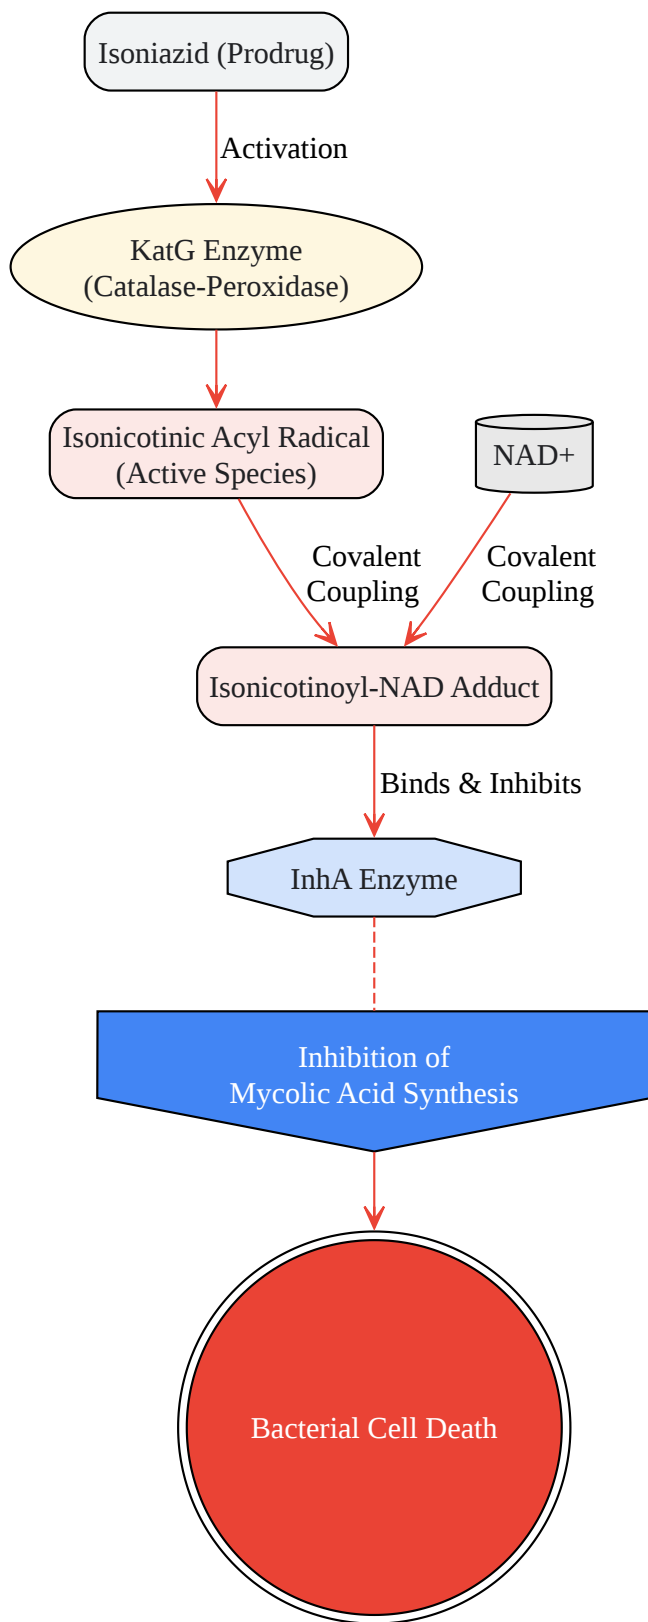 Isoniazid (Prodrug)
Activation
KatG Enzyme
(Catalase-Peroxidase)
Isonicotinic Acyl Radical
(Active Species)
NAD+
Covalent
Coupling
Covalent
Coupling
Isonicotinoyl-NAD Adduct
Binds & Inhibits
InhA Enzyme
Inhibition of
Mycolic Acid Synthesis
Bacterial Cell Death